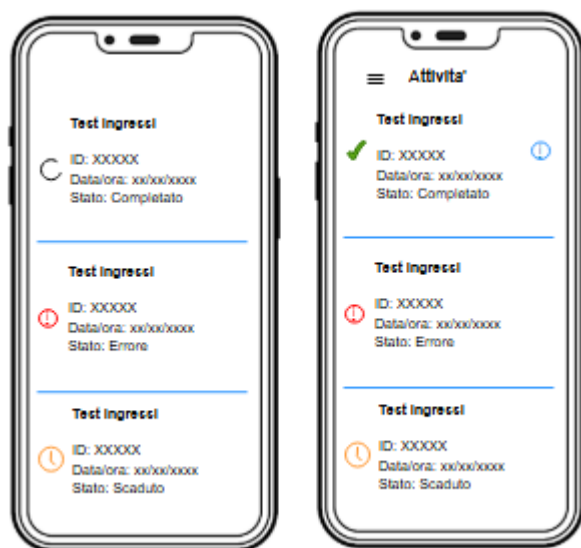 Test Ingressi
ID: XXXXX
Data/ora: xx/xx/xxxx
Stato: Completato
Test Ingressi
ID: XXXXX
Data/ora: xx/xx/xxxx
Stato: Errore
Test Ingressi
ID: XXXXX
Data/ora: xx/xx/xxxx
Stato: Scaduto
Attivita'
Test Ingressi
ID: XXXXX
Data/ora: xx/xx/xxxx
Stato: Completato
Test Ingressi
ID: XXXXX
Data/ora: xx/xx/xxxx
Stato: Errore
Test Ingressi
ID: XXXXX
Data/ora: xx/xx/xxxx
Stato: Scaduto